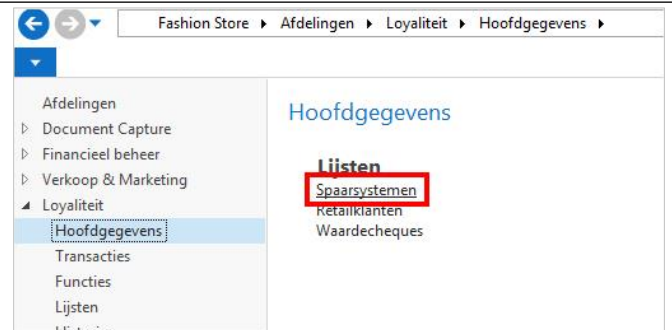 Fashion Store ▸ Afdelingen ▸ Loyaliteit ▸ Hoofdgegevens ▸
Afdelingen
Document Capture
Financieel beheer
Verkoop & Marketing
Loyaliteit
Hoofdgegevens
Transacties
Functies
Lijsten
Hoofdgegevens
Lijsten
Spaarsystemen
Retailklanten
Waardecheques